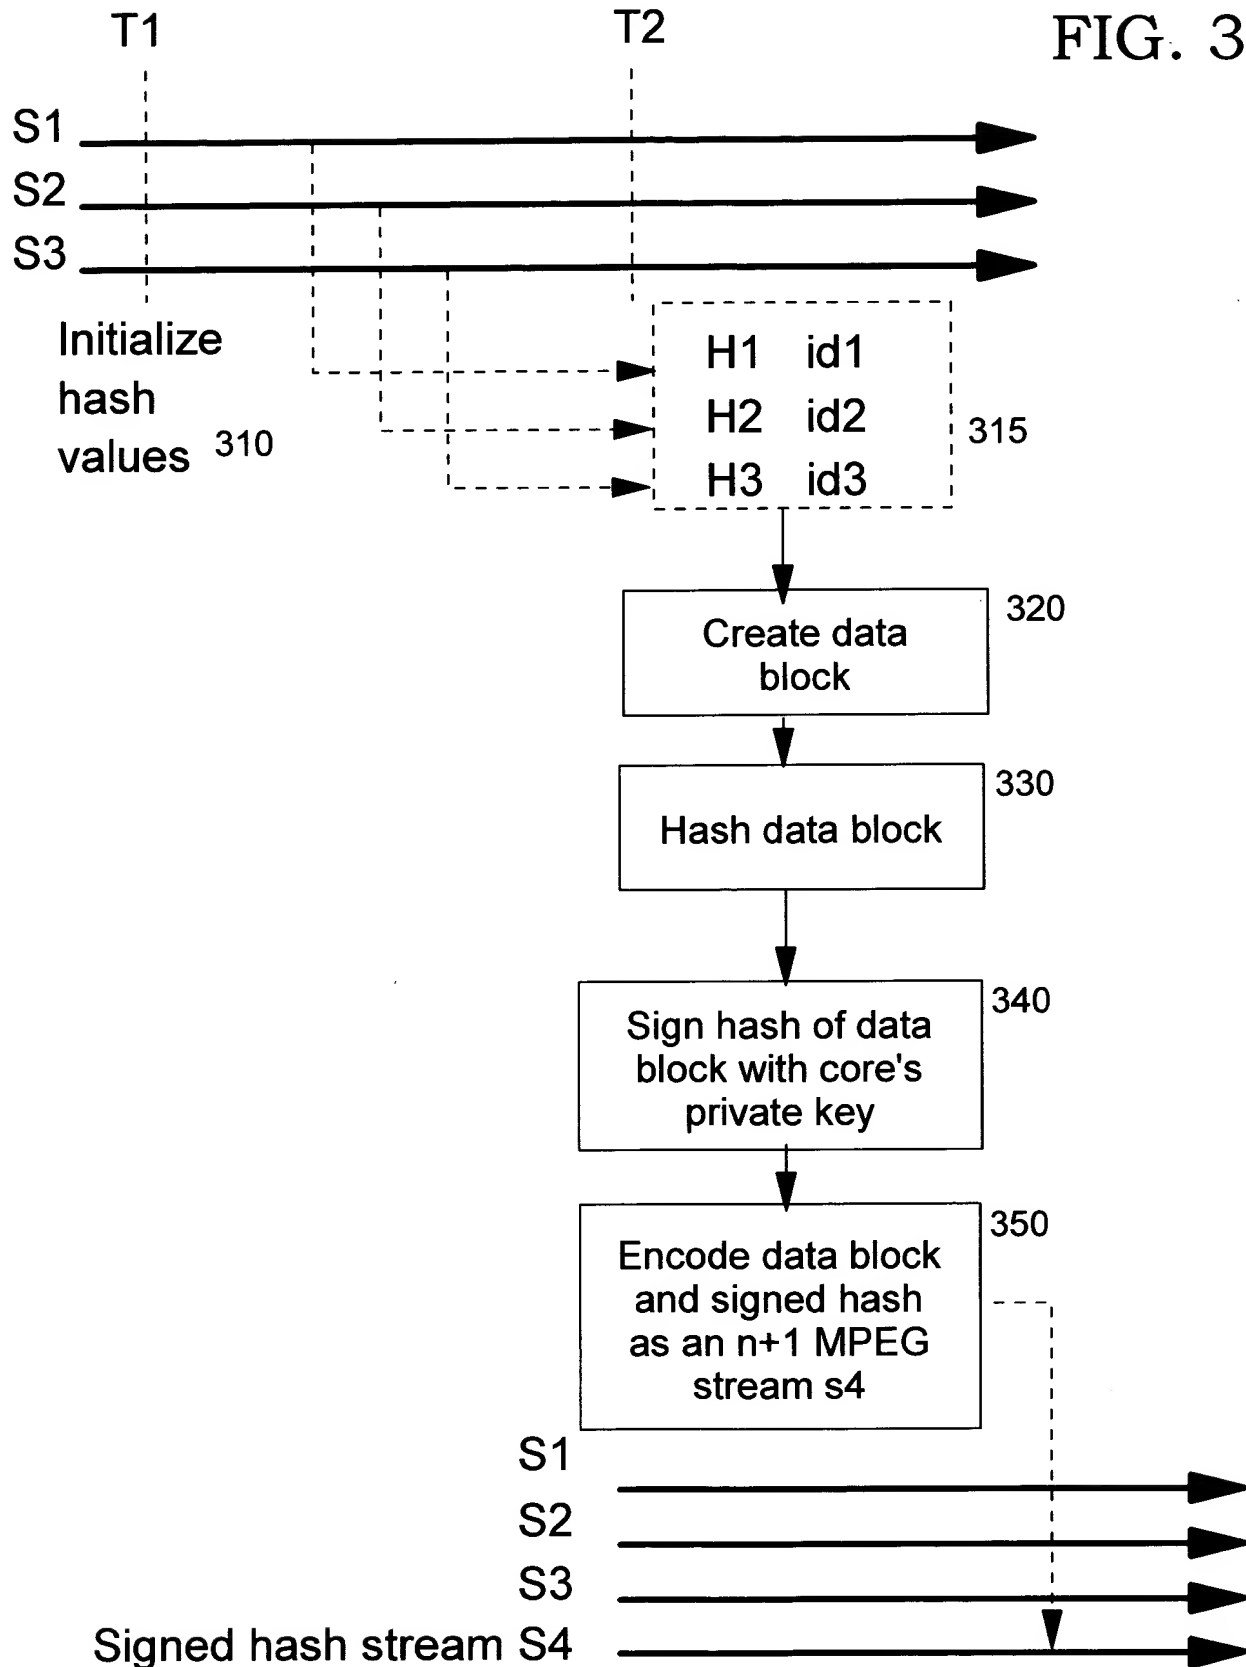 T1 T2 FIG. 3
S1
S2
S3
Initialize
hash
values 310
H1 id1
H2 id2
H3 id3
315
Create data
block
320
Hash data block
330
Sign hash of data
block with core's
private key
340
Encode data block
and signed hash
as an n+1 MPEG
stream s4
350
S1
S2
S3
Signed hash stream S4